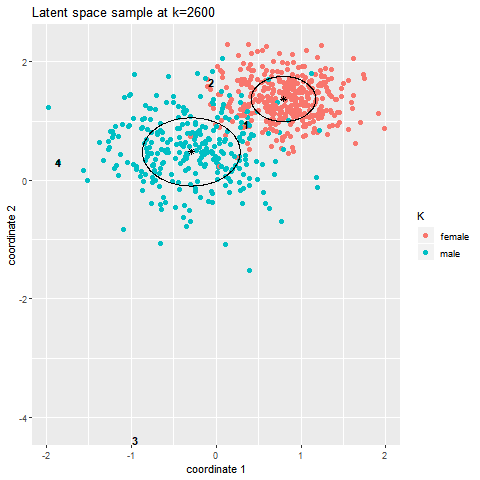 Latent space sample at k=2600
2
2
1
4
0
-2
-4
3
-2
-1
0
1
2
coordinate 1
coordinate 2
K
female
male